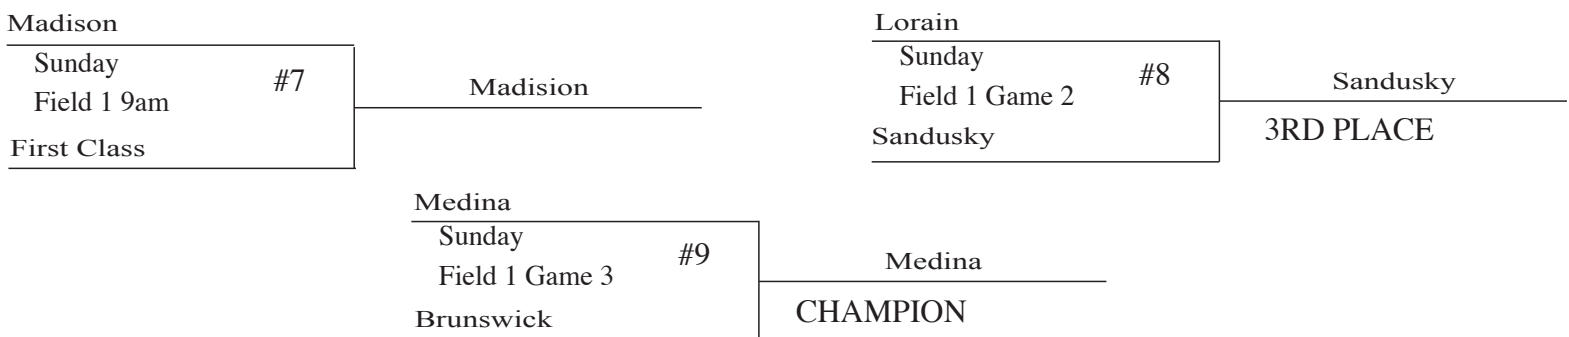 Madison
Sunday
#7
Field 1 9am
First Class
Madision
Lorain
Sunday
#8
Field 1 Game 2
Sandusky
Sandusky
3RD PLACE
Medina
Sunday
#9
Field 1 Game 3
Brunswick
Medina
CHAMPION